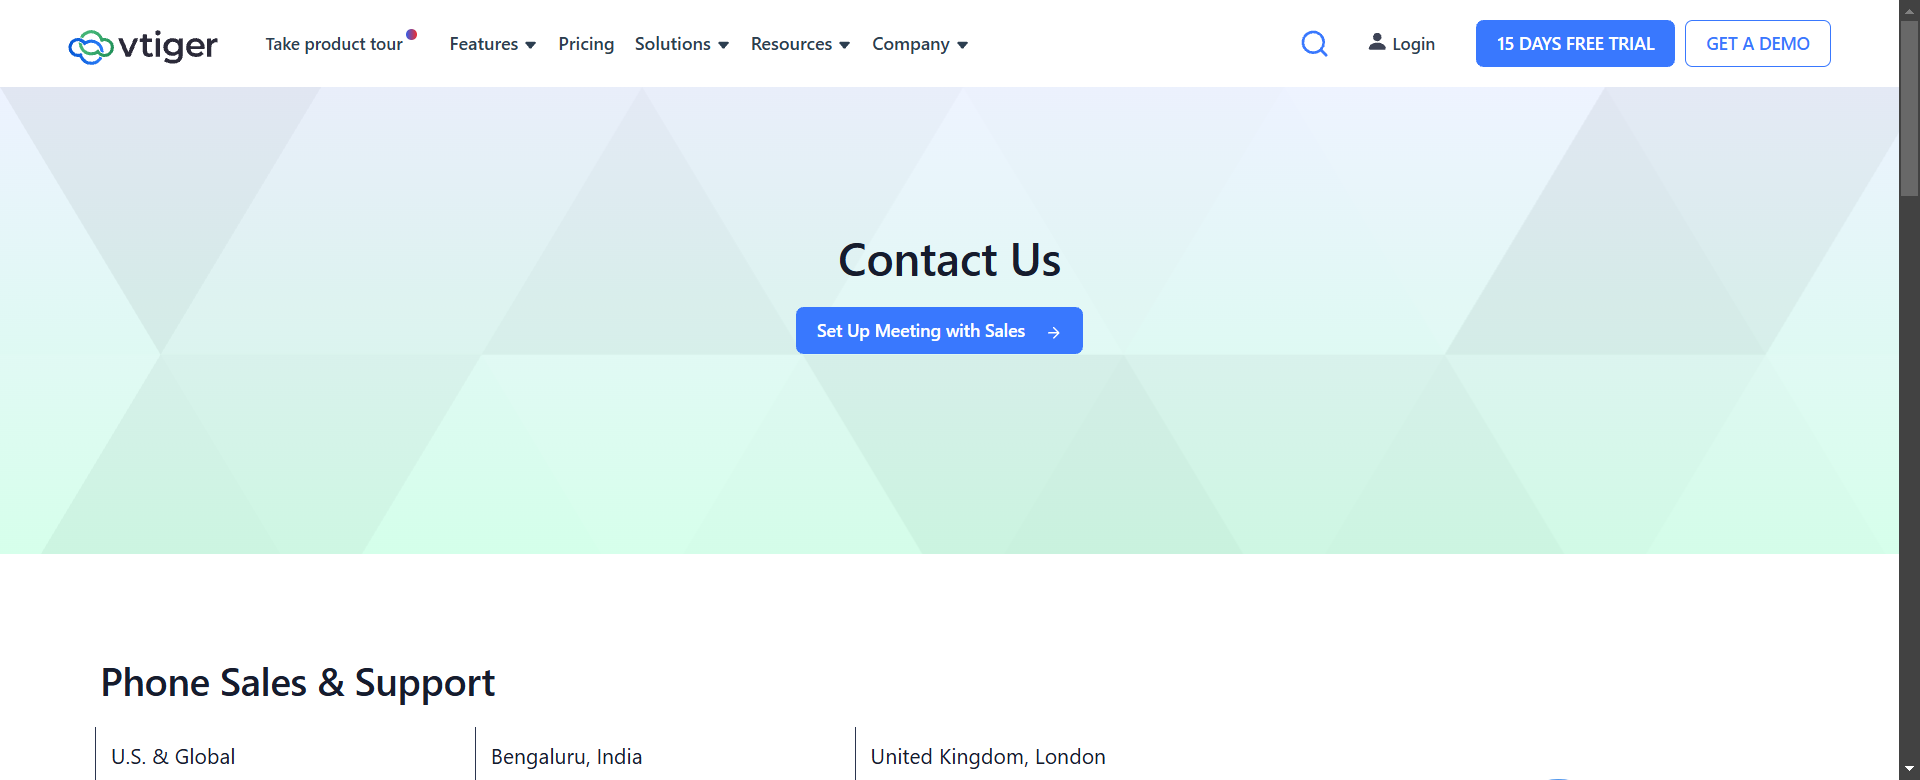 vtiger
Take product tour
Features
Pricing
Solutions
Resources
Company
Login
15 DAYS FREE TRIAL
GET A DEMO
Contact Us
Set Up Meeting with Sales
Phone Sales & Support
U.S. & Global
Bengaluru, India
United Kingdom, London